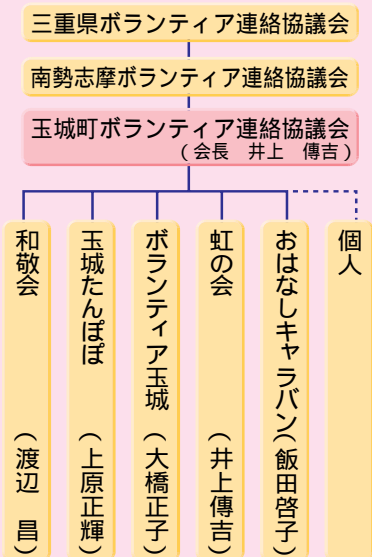 三重県ボランティア連絡協議会
南勢志摩ボランティア連絡協議会
玉城町ボランティア連絡協議会
（会長　井上　傳吉）
和敬会　（渡辺　昌）
玉城たんぽぽ　（上原正輝）
ボランティア玉城　（大橋正子）
虹の会　（井上傳吉）
おはなしキャラバン（飯田啓子）
個人